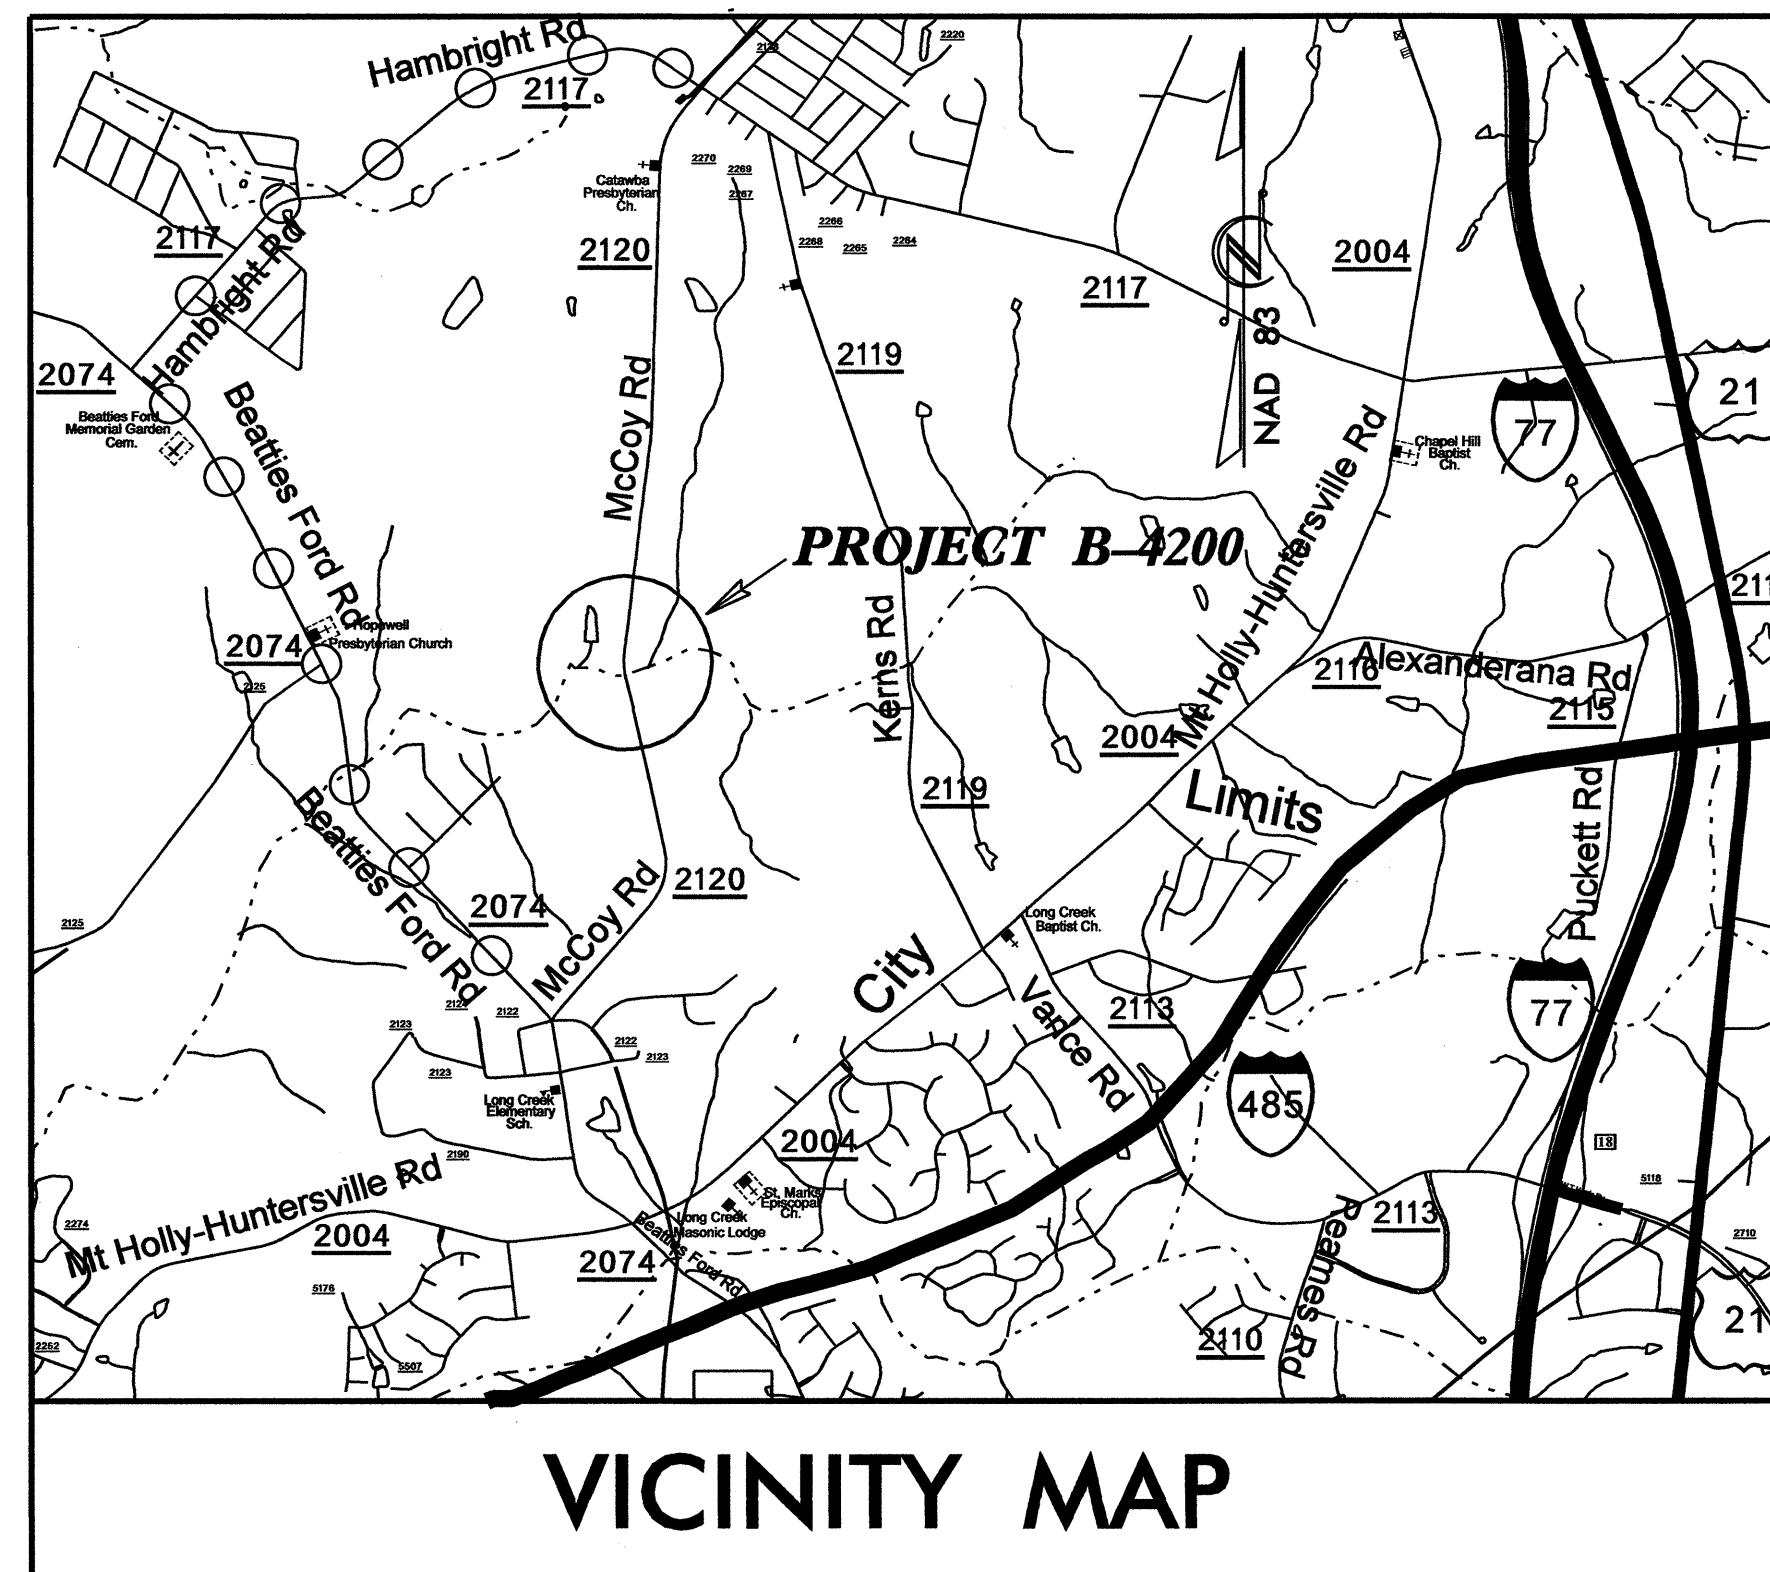 Hambright Rd
2117
2128
2220
Catawba
Presbyterian
Ch.
2270
2269
2267
2266
2268
2265
2264
2117
Hambright Rd
2120
2117
2004
NAD 83
2074
2119
21
77
Beatties Ford
Memorial Garden
Cem.
Beatties Ford Rd
McCoy Rd
Chapel Hill
Baptist
Ch.
PROJECT B-4200
Mt Holly-Huntersville Rd
211
Hopewell
Presbyterian Church
2074
2125
Kerns Rd
2116
Alexanderana Rd
2115
2004
2119
Limits
Puckett Rd
Beatties Ford Rd
2074
McCoy Rd
2120
2125
Long Creek
Baptist Ch.
City
Vance Rd
2113
77
2124
2122
2123
2122
2123
2123
Long Creek
Elementary
Sch.
485
2004
18
2190
Mt Holly-Huntersville Rd
2004
2274
St. Marks
Episcopal
Ch.
Long Creek
Masonic Lodge
Beatties Ford Rd
2074
5118
2113
2710
Reames Rd
5176
2110
21
2262
5507
VICINITY MAP